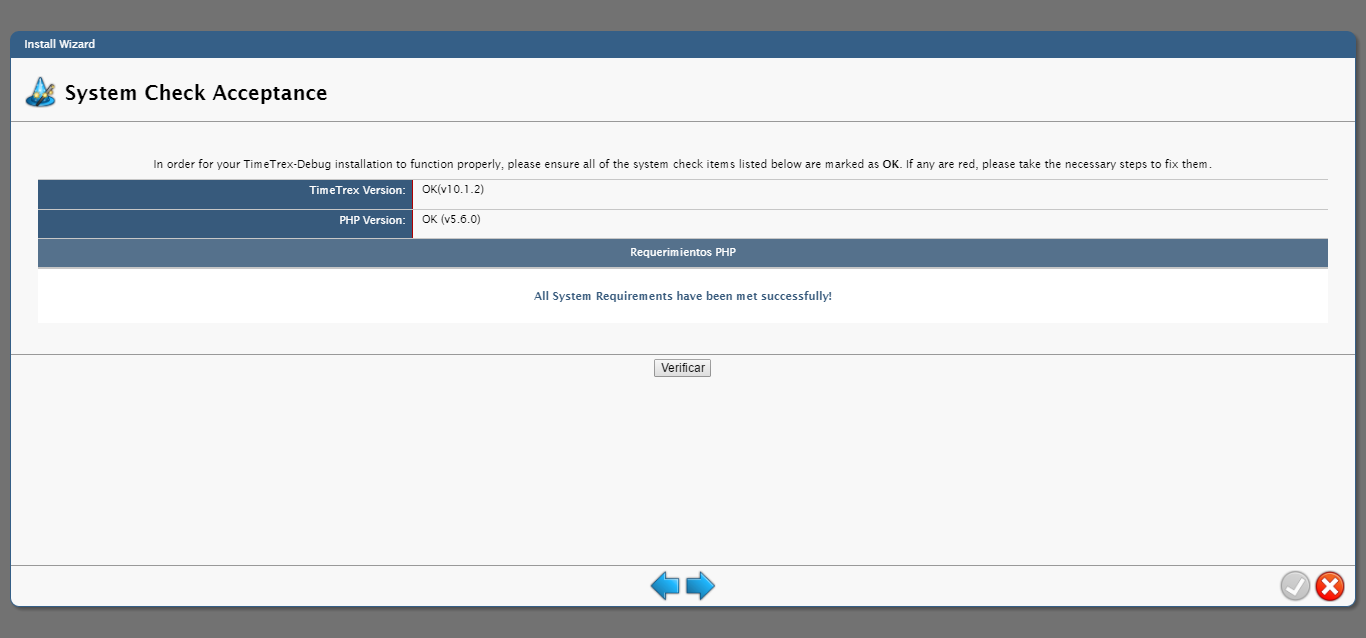 Install Wizard
System Check Acceptance
In order for your TimeTrex-Debug installation to function properly, please ensure all of the system check items listed below are marked as OK. If any are red, please take the necessary steps to fix them.
TimeTrex Version: OK(v10.1.2)
PHP Version: OK (v5.6.0)
Requerimientos PHP
All System Requirements have been met successfully!
Verificar